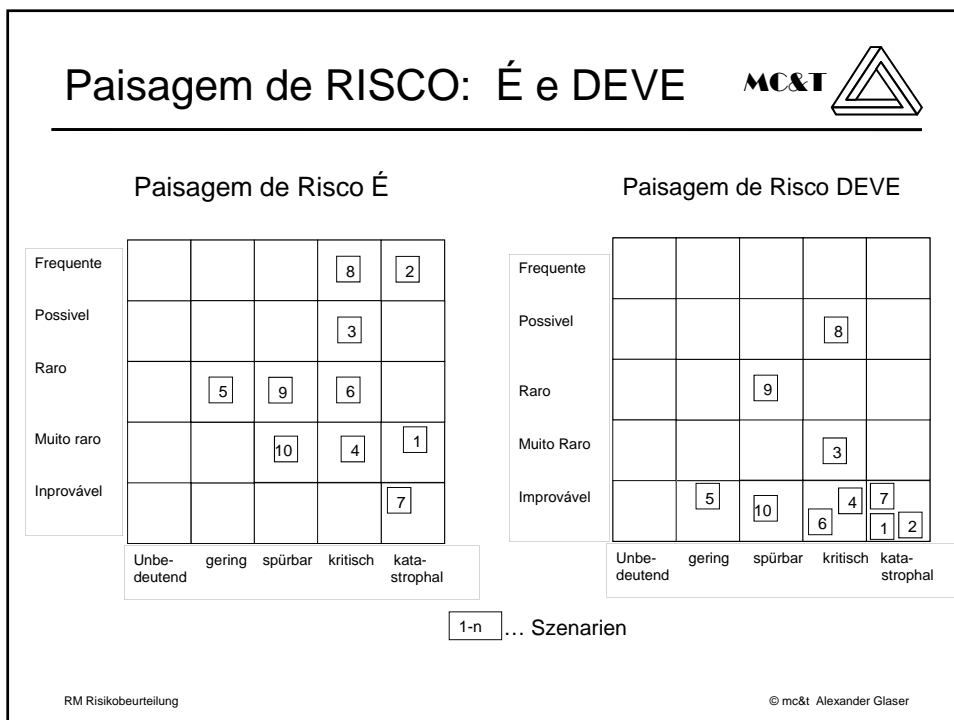 Paisagem de RISCO: É e DEVE
MC&T
Paisagem de Risco É
Frequente
8
2
Possivel
3
Raro
5
9
6
Muito raro
10
4
1
Inprovável
7
Unbe-
deutend
gering
spürbar
kritisch
kata-
strophal
Paisagem de Risco DEVE
Frequente
Possivel
8
Raro
9
Muito Raro
3
Improvável
5
10
6
4
7
1
2
Unbe-
deutend
gering
spürbar
kritisch
kata-
strophal
1-n … Szenarien
RM Risikobeurteilung
© mc&t Alexander Glaser